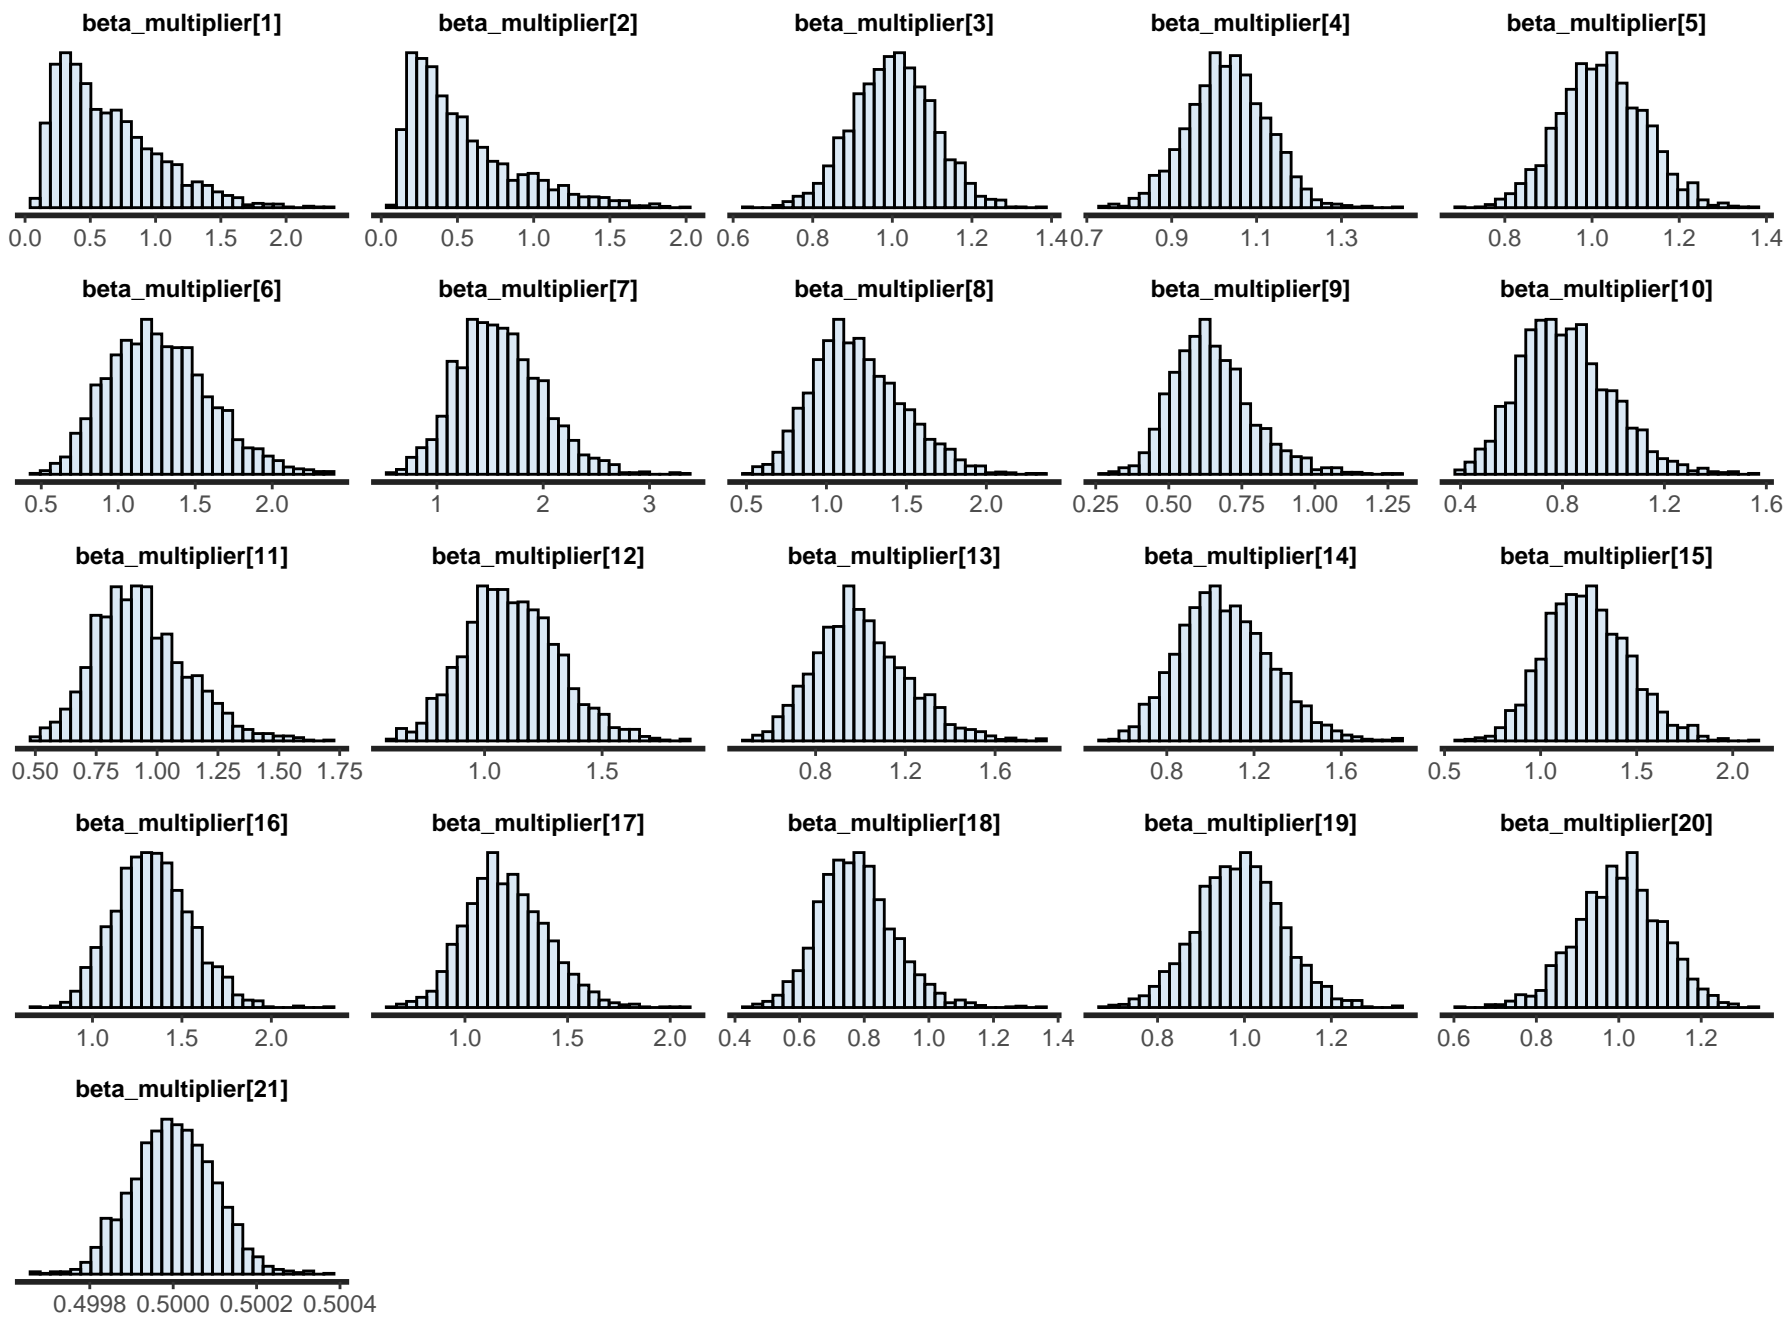 beta_multiplier[1] beta_multiplier[2] beta_multiplier[3] beta_multiplier[4] beta_multiplier[5]
0.0 0.5 1.0 1.5 2.0 0.0 0.5 1.0 1.5 2.0 0.6 0.8 1.0 1.2 1.4 0.7 0.9 1.1 1.3 0.8 1.0 1.2 1.4
beta_multiplier[6] beta_multiplier[7] beta_multiplier[8] beta_multiplier[9] beta_multiplier[10]
0.5 1.0 1.5 2.0 1 2 3 0.5 1.0 1.5 2.0 0.25 0.50 0.75 1.00 1.25 0.4 0.8 1.2 1.6
beta_multiplier[11] beta_multiplier[12] beta_multiplier[13] beta_multiplier[14] beta_multiplier[15]
0.50 0.75 1.00 1.25 1.50 1.75 1.0 1.5 0.8 1.2 1.6 0.8 1.2 1.6 0.5 1.0 1.5 2.0
beta_multiplier[16] beta_multiplier[17] beta_multiplier[18] beta_multiplier[19] beta_multiplier[20]
1.0 1.5 2.0 1.0 1.5 2.0 0.4 0.6 0.8 1.0 1.2 1.4 0.8 1.0 1.2 0.6 0.8 1.0 1.2
beta_multiplier[21]
0.4998 0.5000 0.5002 0.5004